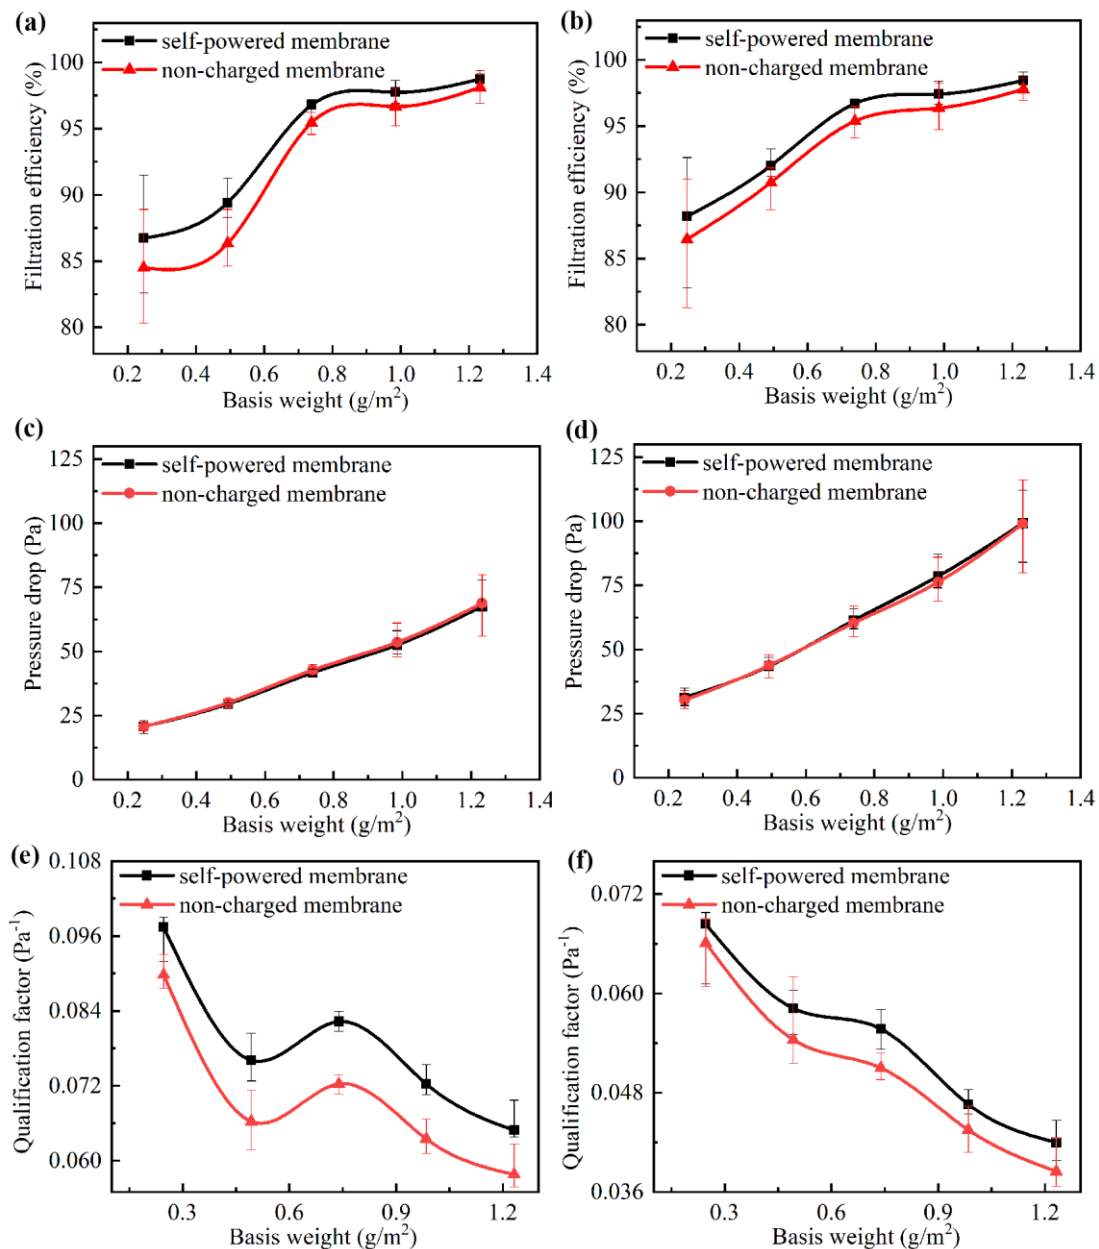 (a)
self-powered membrane
non-charged membrane
Filtration efficiency (%)
100
95
90
85
80
0.2 0.4 0.6 0.8 1.0 1.2 1.4
Basis weight (g/m²)
(b)
self-powered membrane
non-charged membrane
Filtration efficiency (%)
100
95
90
85
80
0.2 0.4 0.6 0.8 1.0 1.2 1.4
Basis weight (g/m²)
(c)
self-powered membrane
non-charged membrane
Pressure drop (Pa)
125
100
75
50
25
0
0.2 0.4 0.6 0.8 1.0 1.2 1.4
Basis weight (g/m²)
(d)
self-powered membrane
non-charged membrane
Pressure drop (Pa)
125
100
75
50
25
0
0.2 0.4 0.6 0.8 1.0 1.2 1.4
Basis weight (g/m²)
(e)
self-powered membrane
non-charged membrane
Qualification factor (Pa⁻¹)
0.108
0.096
0.084
0.072
0.060
0.3 0.6 0.9 1.2
Basis weight (g/m²)
(f)
self-powered membrane
non-charged membrane
Qualification factor (Pa⁻¹)
0.072
0.060
0.048
0.036
0.3 0.6 0.9 1.2
Basis weight (g/m²)